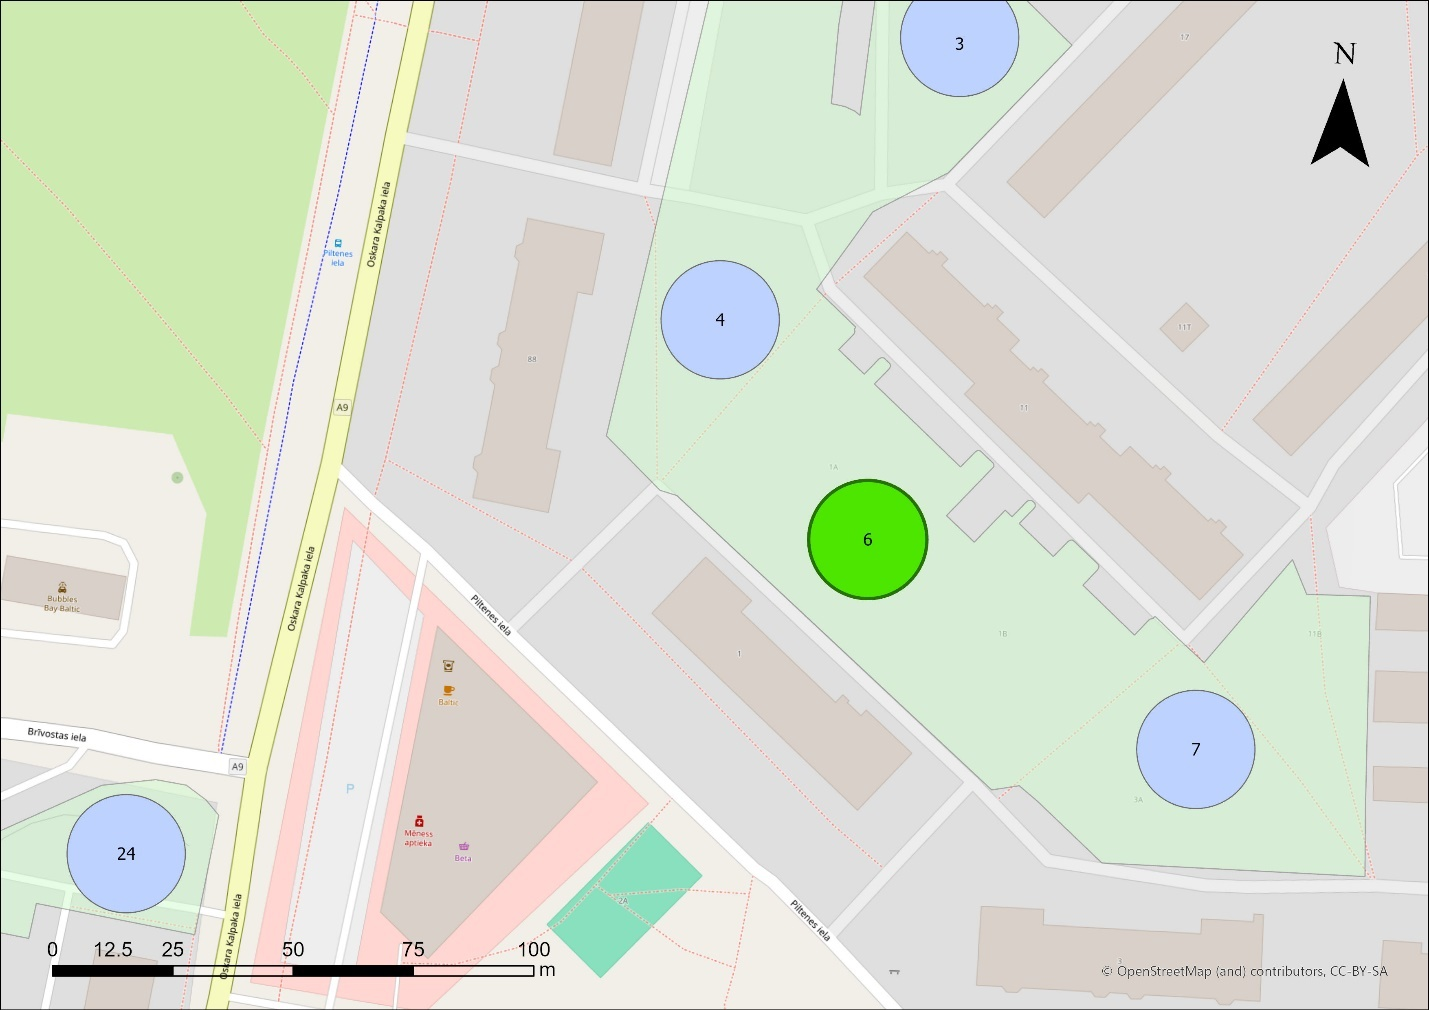 3
17
N
Oskara Kalpaka iela
Piltenes
iela
4
11T
88
A9
11
1A
6
Bubbles
Bay Baltic
Oskara Kalpaka iela
Piltenes iela
1
1B
11B
Baltic
Brīvostas iela
A9
7
P
3A
Mēness
aptieka
Beta
24
2A
Oskara Kalpaka iela
Piltenes iela
0 12.5 25 50 75 100
m
3
© OpenStreetMap (and) contributors, CC-BY-SA